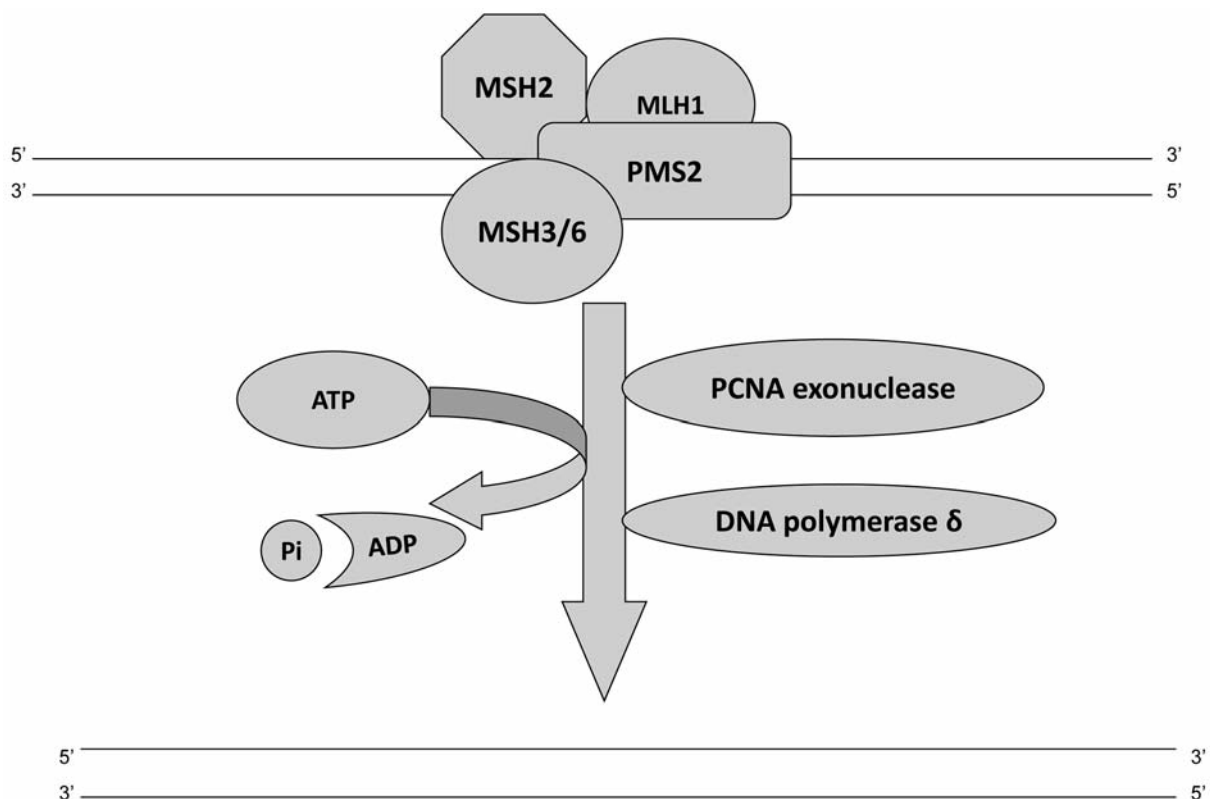 MSH2
MLH1
5’
3’
PMS2
3’
5’
MSH3/6
ATP
PCNA exonuclease
DNA polymerase δ
Pi
ADP
5’
3’
3’
5’